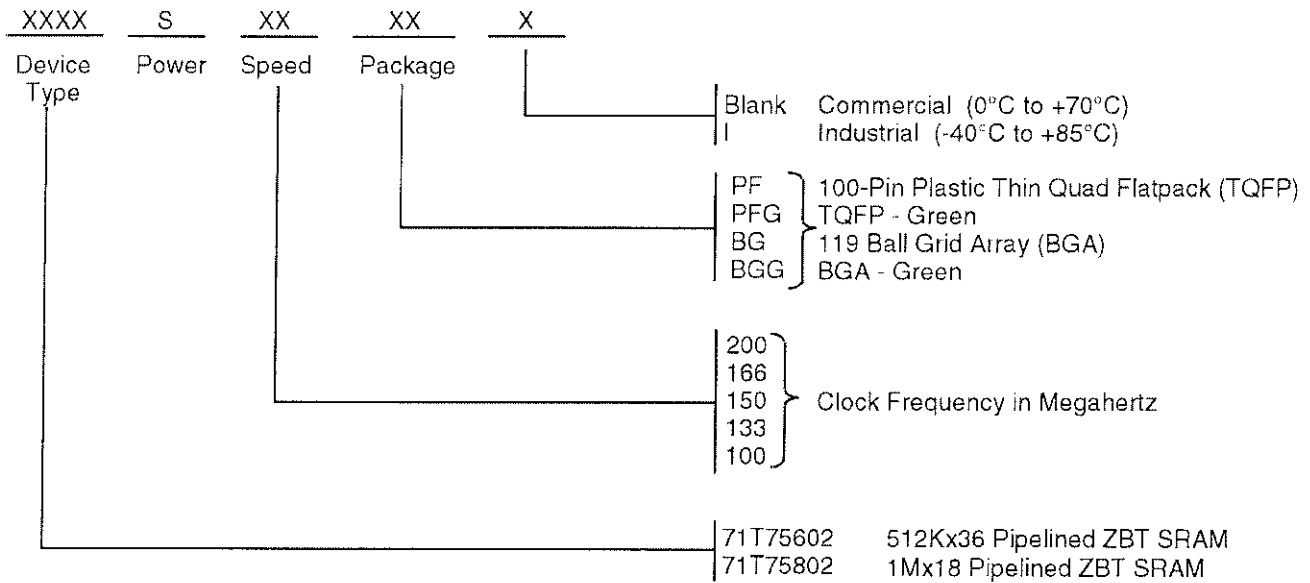 XXXX S XX XX X
Device Type Power Speed Package
Blank Commercial (0°C to +70°C)
I Industrial (-40°C to +85°C)
PF 100-Pin Plastic Thin Quad Flatpack (TQFP)
PFG TQFP - Green
BG 119 Ball Grid Array (BGA)
BGG BGA - Green
200
166
150 Clock Frequency in Megahertz
133
100
71T75602 512Kx36 Pipelined ZBT SRAM
71T75802 1Mx18 Pipelined ZBT SRAM